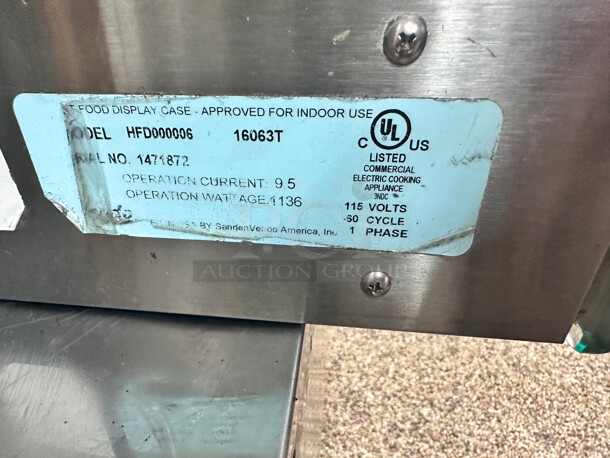 T FOOD DISPLAY CASE - APPROVED FOR INDOOR USE
ODEL HFD000006 16063T
RIAL NO. 1471872
OPERATION CURRENT: 9.5
OPERATION WATTAGE: 1136
BY SandenVendo America, Inc.
C UL US
LISTED
COMMERCIAL
ELECTRIC COOKING
APPLIANCE
3NDC
115 VOLTS
60 CYCLE
1 PHASE
AUCTION GROUP